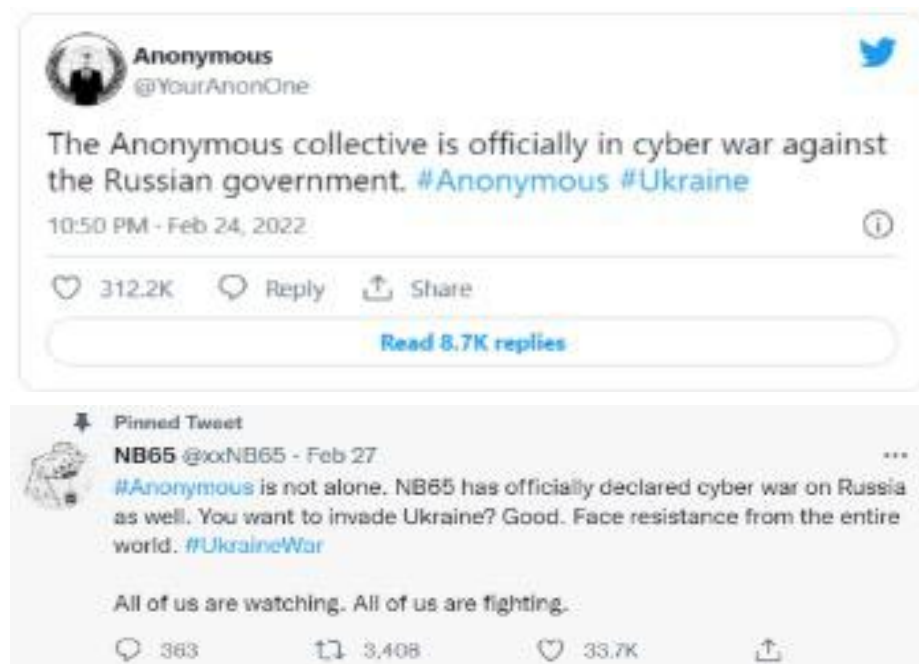 Anonymous
@YourAnonOne
The Anonymous collective is officially in cyber war against
the Russian government. #Anonymous #Ukraine
10:50 PM · Feb 24, 2022
312.2K Reply Share
Read 8.7K replies
Pinned Tweet
NB65 @xxNB65 · Feb 27
#Anonymous is not alone. NB65 has officially declared cyber war on Russia
as well. You want to invade Ukraine? Good. Face resistance from the entire
world. #UkraineWar
All of us are watching. All of us are fighting.
363 3,408 33.7K